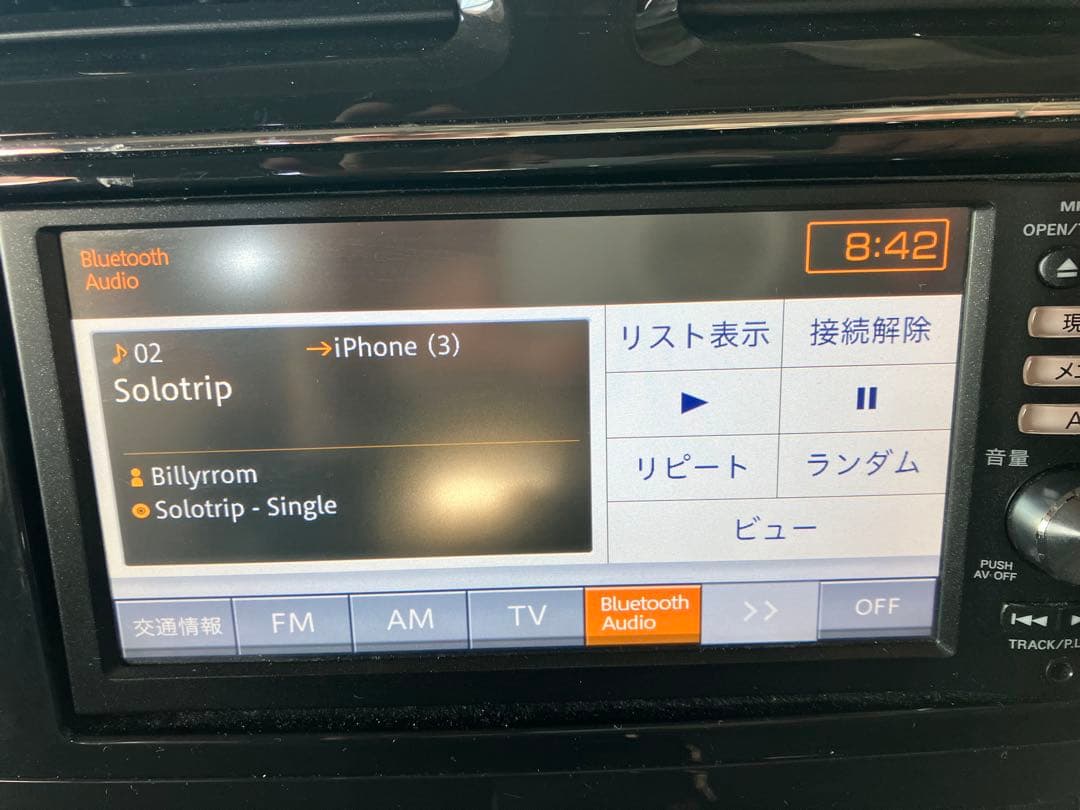 Bluetooth
Audio
8:42
02
→iPhone (3)
Solotrip
Billyrrom
Solotrip - Single
リスト表示
接続解除
リピート
ランダム
ビュー
交通情報
FM
AM
TV
Bluetooth
Audio
>>
OFF
OPEN/
音量
PUSH
AV·OFF
TRACK/P.L